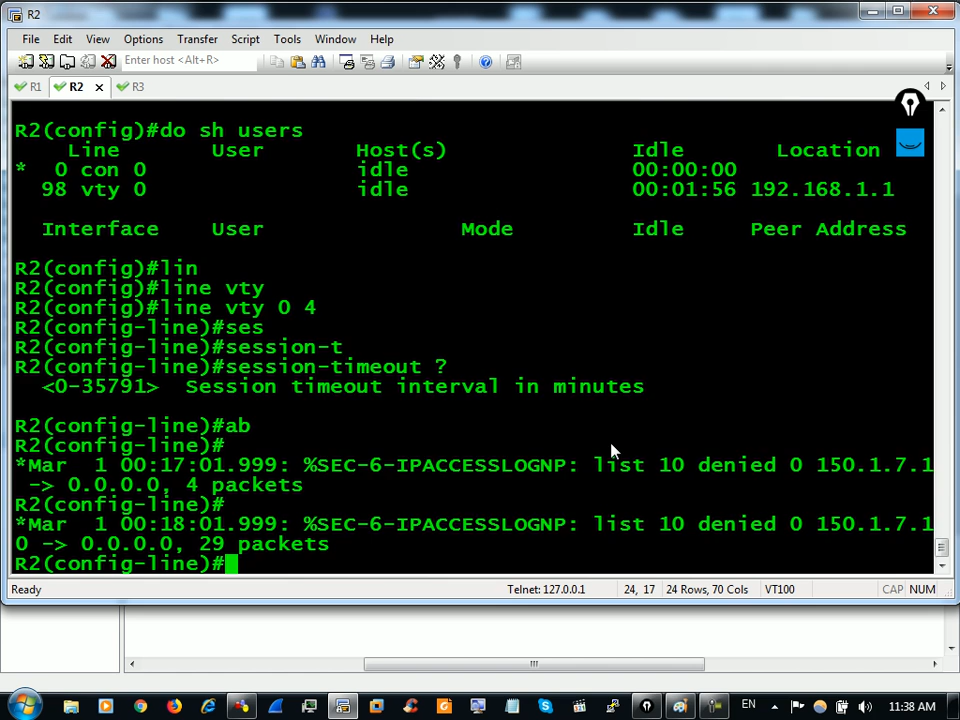 R2
File Edit View Options Transfer Script Tools Window Help
Enter host <Alt+R>
R1 R2 R3
R2(config)#do sh users
Line User Host(s) Idle Location
* 0 con 0 idle 00:00:00
98 vty 0 idle 00:01:56 192.168.1.1
Interface User Mode Idle Peer Address
R2(config)#lin
R2(config)#line vty
R2(config)#line vty 0 4
R2(config-line)#ses
R2(config-line)#session-t
R2(config-line)#session-timeout ?
<0-35791> Session timeout interval in minutes
R2(config-line)#ab
R2(config-line)#
*Mar 1 00:17:01.999: %SEC-6-IPACCESSLOGNP: list 10 denied 0 150.1.7.1
-> 0.0.0.0, 4 packets
R2(config-line)#
*Mar 1 00:18:01.999: %SEC-6-IPACCESSLOGNP: list 10 denied 0 150.1.7.1
0 -> 0.0.0.0, 29 packets
R2(config-line)#
Ready Telnet: 127.0.0.1 24, 17 24 Rows, 70 Cols VT100 CAP NUM
EN 11:38 AM